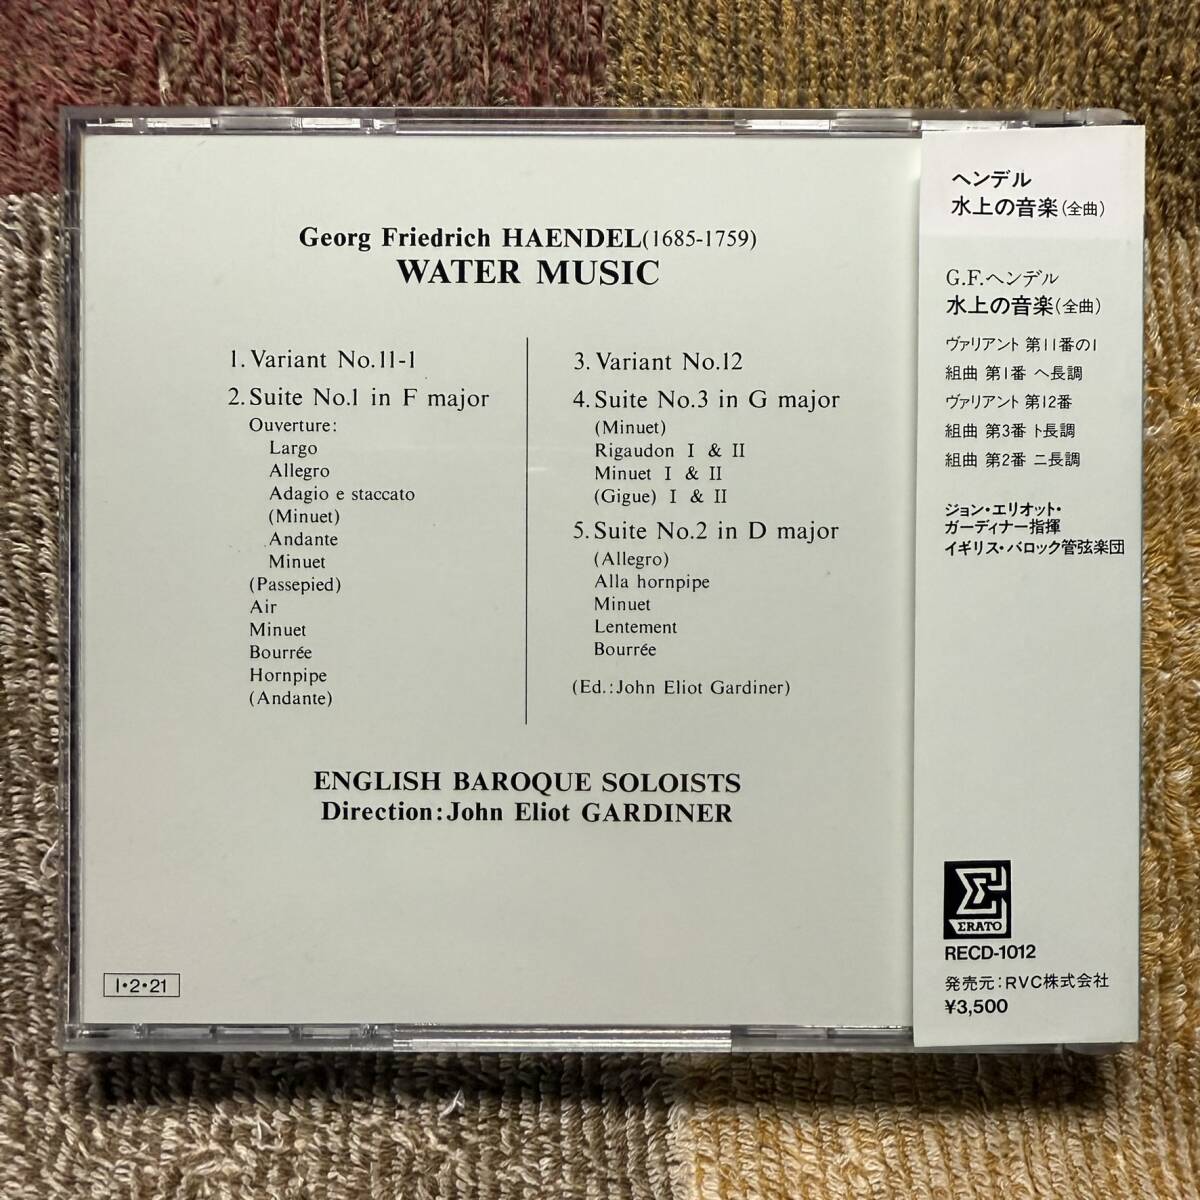 Georg Friedrich HAENDEL(1685-1759)
WATER MUSIC
1. Variant No.11-1
2. Suite No.1 in F major
Ouverture:
Largo
Allegro
Adagio e staccato
(Minuet)
Andante
Minuet
(Passepied)
Air
Minuet
Bourrée
Hornpipe
(Andante)
3. Variant No.12
4. Suite No.3 in G major
(Minuet)
Rigaudon I & II
Minuet I & II
(Gigue) I & II
5. Suite No.2 in D major
(Allegro)
Alla hornpipe
Minuet
Lentement
Bourrée
(Ed.:John Eliot Gardiner)
ENGLISH BAROQUE SOLOISTS
Direction:John Eliot GARDINER
1・2・21
ヘンデル
水上の音楽(全曲)
G.F.ヘンデル
水上の音楽(全曲)
ヴァリアント 第11番の1
組曲 第1番 ヘ長調
ヴァリアント 第12番
組曲 第3番 ト長調
組曲 第2番 ニ長調
ジョン・エリオット・
ガーディナー指揮
イギリス・バロック管弦楽団
ΣRATO
RECD-1012
発売元:RVC株式会社
¥3,500